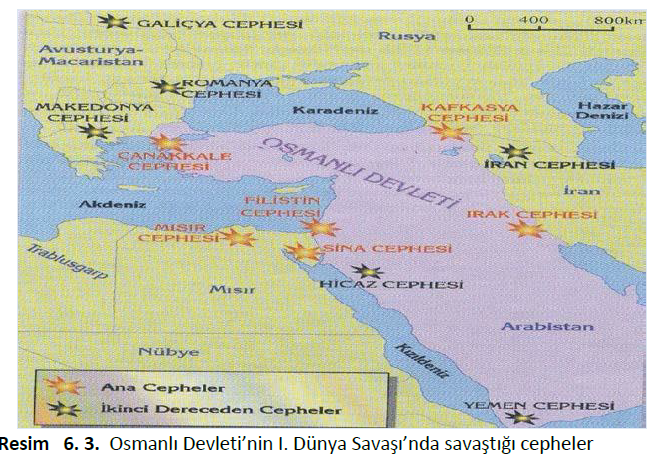 GALİÇYA CEPHESİ
0 400 800km
Rusya
Avusturya-
Macaristan
ROMANYA
CEPHESİ
MAKEDONYA
CEPHESİ
Karadeniz
KAFKASYA
CEPHESİ
Hazar
Denizi
ÇANAKKALE
CEPHESİ
OSMANLI DEVLETİ
İRAN CEPHESİ
İran
Akdeniz
FİLİSTİN
CEPHESİ
IRAK CEPHESİ
MISIR
CEPHESİ
SİNA CEPHESİ
Trablusgarp
Mısır
HİCAZ CEPHESİ
Arabistan
Nübye
Kızıldeniz
Ana Cepheler
İkinci Dereceden Cepheler
YEMEN CEPHESİ
Resim 6. 3. Osmanlı Devleti’nin I. Dünya Savaşı’nda savaştığı cepheler